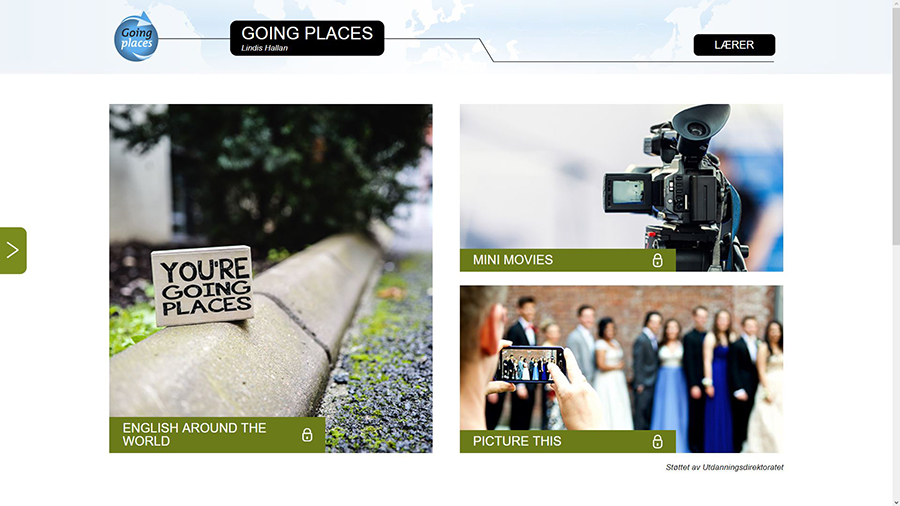 Going
places
GOING PLACES
Lindis Hallan
LÆRER
YOU'RE
GOING
PLACES
ENGLISH AROUND THE
WORLD
MINI MOVIES
PICTURE THIS
Støttet av Utdanningsdirektoratet